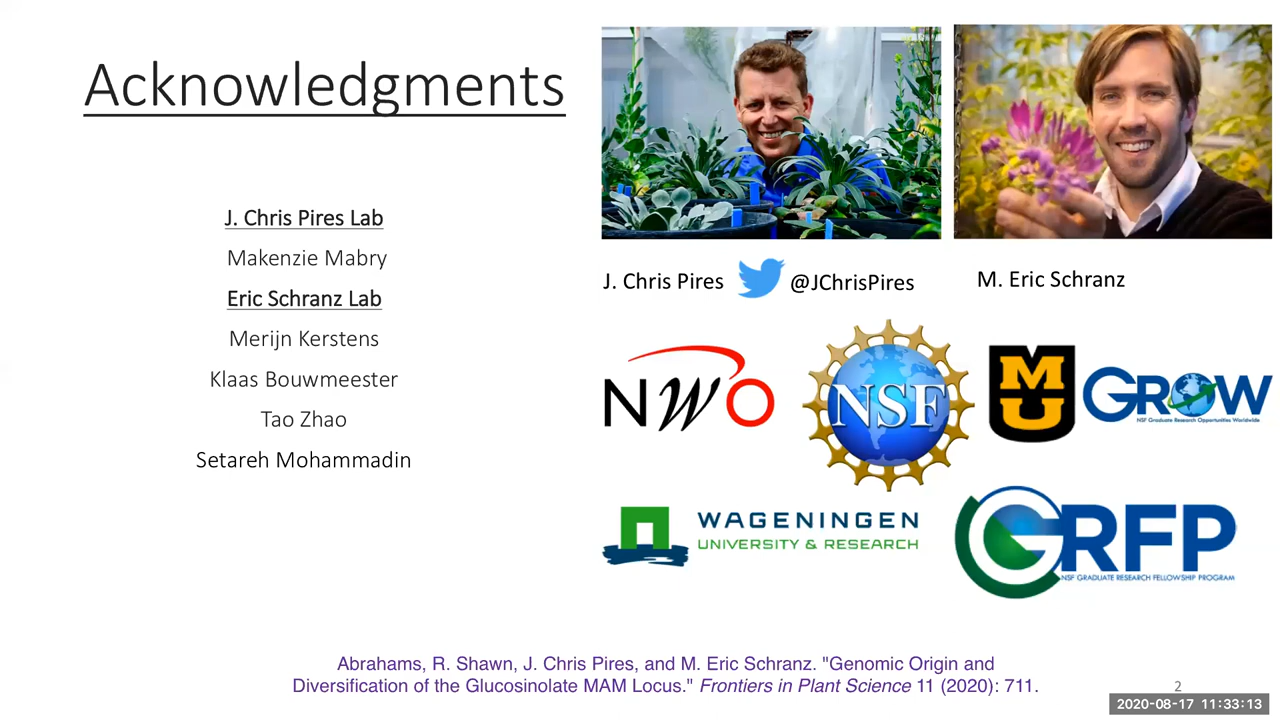 Acknowledgments
J. Chris Pires Lab
Makenzie Mabry
Eric Schranz Lab
Merijn Kerstens
Klaas Bouwmeester
Tao Zhao
Setareh Mohammadin
J. Chris Pires
@JChrisPires
M. Eric Schranz
NWO
NSF
MU
GROW
NSF Graduate Research Opportunities Worldwide
WAGENINGEN
UNIVERSITY & RESEARCH
GRFP
NSF GRADUATE RESEARCH FELLOWSHIP PROGRAM
Abrahams, R. Shawn, J. Chris Pires, and M. Eric Schranz. "Genomic Origin and
Diversification of the Glucosinolate MAM Locus." Frontiers in Plant Science 11 (2020): 711.
2
2020-08-17 11:33:13